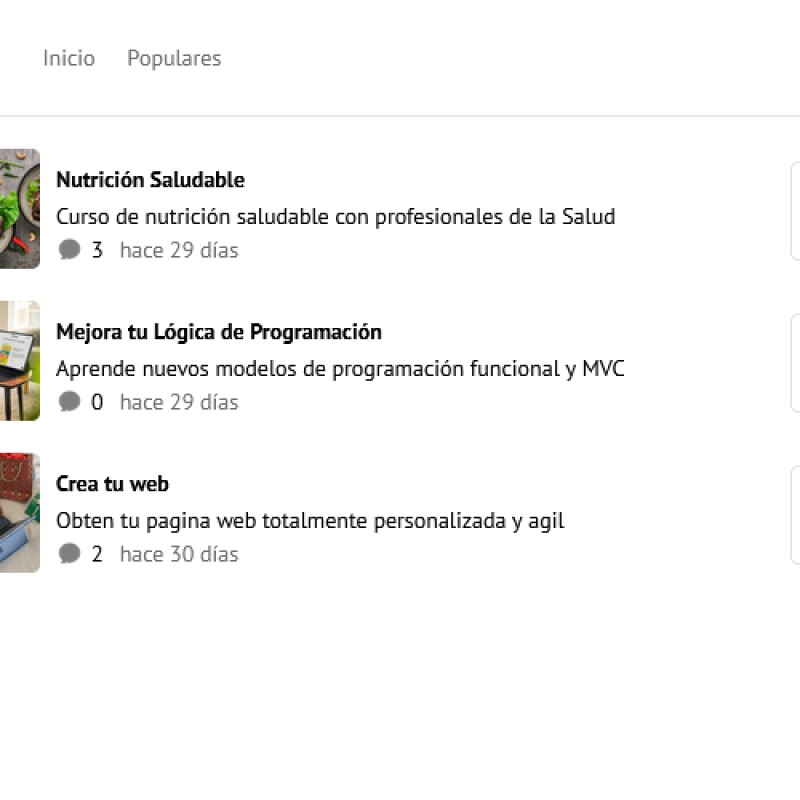 Inicio Populares
Nutrición Saludable
Curso de nutrición saludable con profesionales de la Salud
3 hace 29 días
Mejora tu Lógica de Programación
Aprende nuevos modelos de programación funcional y MVC
0 hace 29 días
Crea tu web
Obten tu pagina web totalmente personalizada y agil
2 hace 30 días